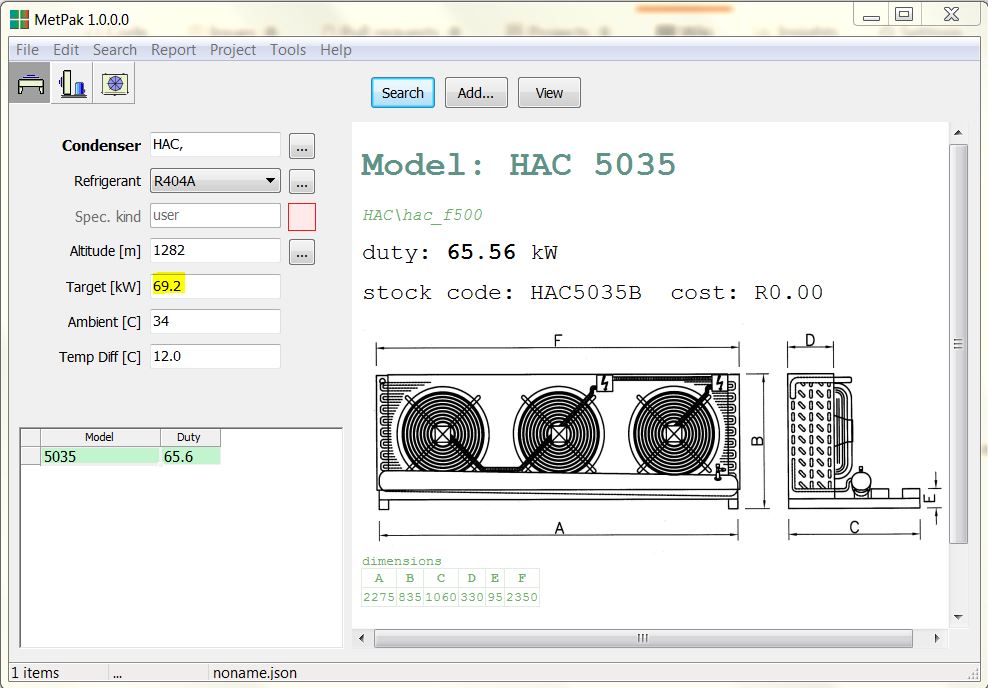 MetPak 1.0.0.0
File Edit Search Report Project Tools Help
Search Add... View
Condenser HAC, ...
Refrigerant R404A ...
Spec. kind user
Altitude [m] 1282 ...
Target [kW] 69.2
Ambient [C] 34
Temp Diff [C] 12.0
Model Duty
5035 65.6
Model: HAC 5035
HAC\hac_f500
duty: 65.56 kW
stock code: HAC5035B cost: R0.00
F
D
B
E
A
C
dimensions
A B C D E F
2275 835 1060 330 95 2350
1 items ... noname.json